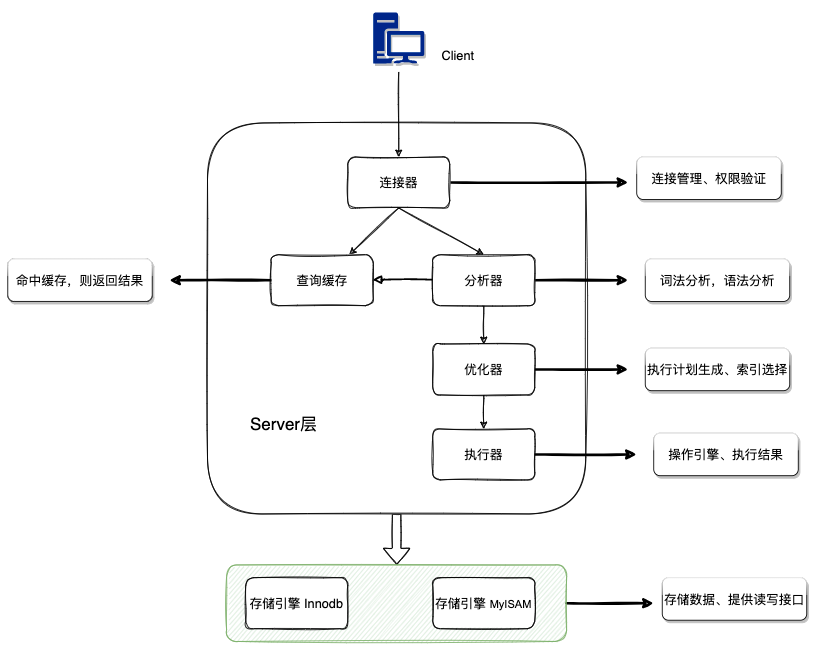 Client
连接器
连接管理、权限验证
命中缓存，则返回结果
查询缓存
分析器
词法分析，语法分析
优化器
执行计划生成、索引选择
Server层
执行器
操作引擎、执行结果
存储引擎 Innodb
存储引擎 MyISAM
存储数据、提供读写接口